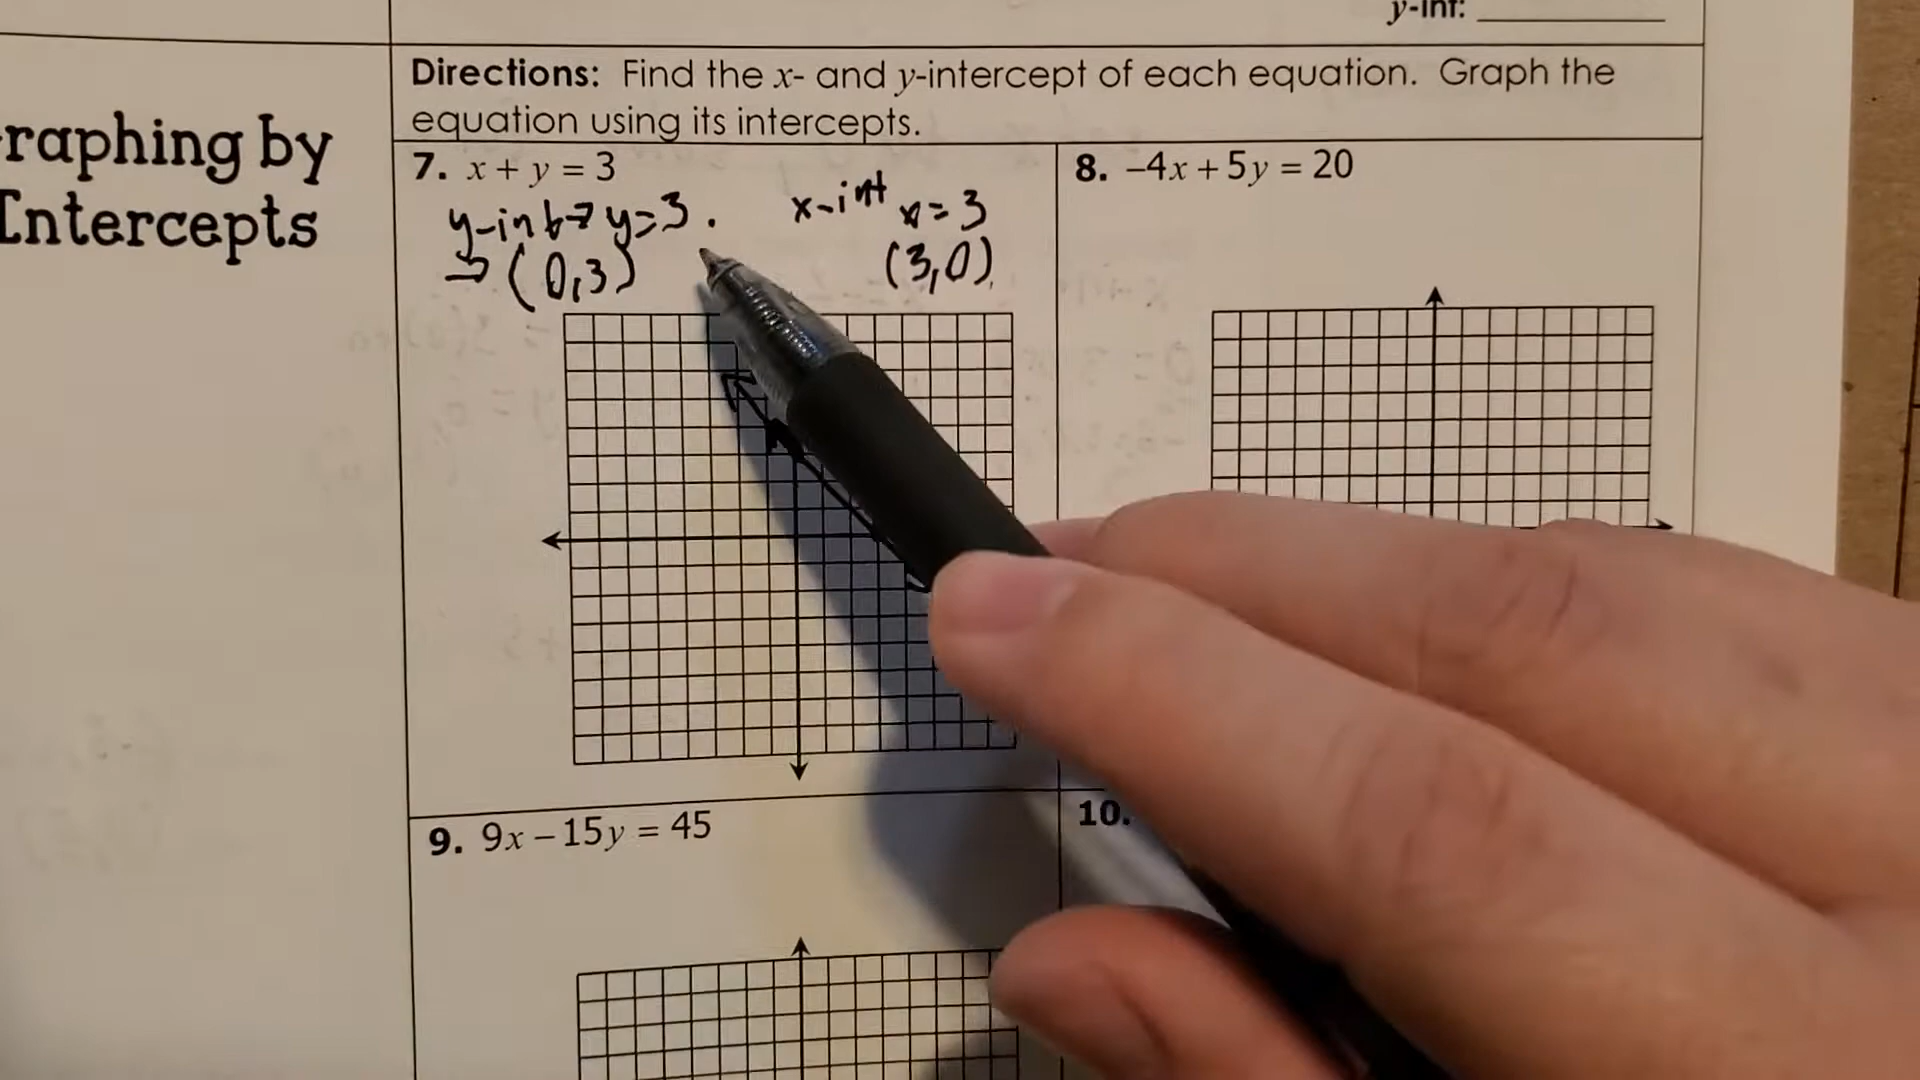 y-int:
Directions: Find the x- and y-intercept of each equation. Graph the
equation using its intercepts.
raphing by
Intercepts
7. x + y = 3
y-int → y = 3.
→ (0,3)
x-int x = 3
(3,0)
8. –4x + 5y = 20
9. 9x – 15y = 45
10.